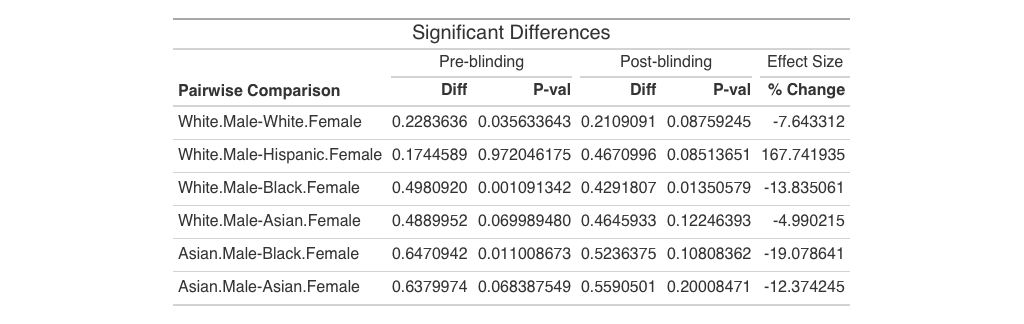 Significant Differences
Pre-blinding Post-blinding Effect Size
Pairwise Comparison Diff P-val Diff P-val % Change
White.Male-White.Female 0.2283636 0.035633643 0.2109091 0.08759245 -7.643312
White.Male-Hispanic.Female 0.1744589 0.972046175 0.4670996 0.08513651 167.741935
White.Male-Black.Female 0.4980920 0.001091342 0.4291807 0.01350579 -13.835061
White.Male-Asian.Female 0.4889952 0.069989480 0.4645933 0.12246393 -4.990215
Asian.Male-Black.Female 0.6470942 0.011008673 0.5236375 0.10808362 -19.078641
Asian.Male-Asian.Female 0.6379974 0.068387549 0.5590501 0.20008471 -12.374245